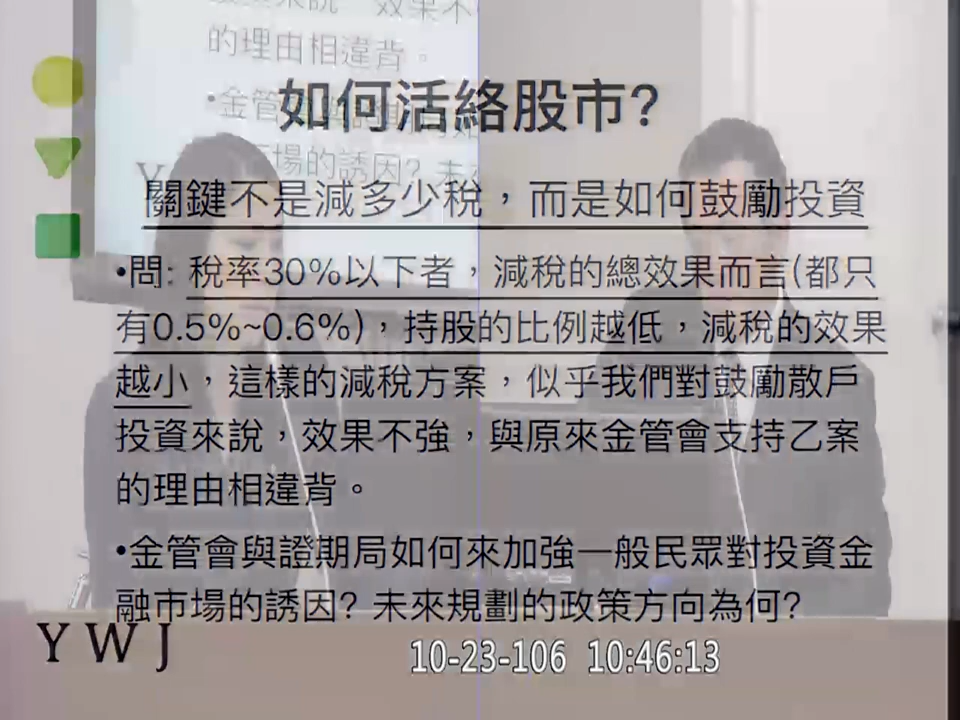 如何活絡股市?
關鍵不是減多少稅，而是如何鼓勵投資
•問: 稅率30%以下者，減稅的總效果而言(都只
有0.5%~0.6%)，持股的比例越低，減稅的效果
越小，這樣的減稅方案，似乎我們對鼓勵散戶
投資來說，效果不強，與原來金管會支持乙案
的理由相違背。
•金管會與證期局如何來加強一般民眾對投資金
融市場的誘因? 未來規劃的政策方向為何?
YWJ
10-23-106 10:46:13